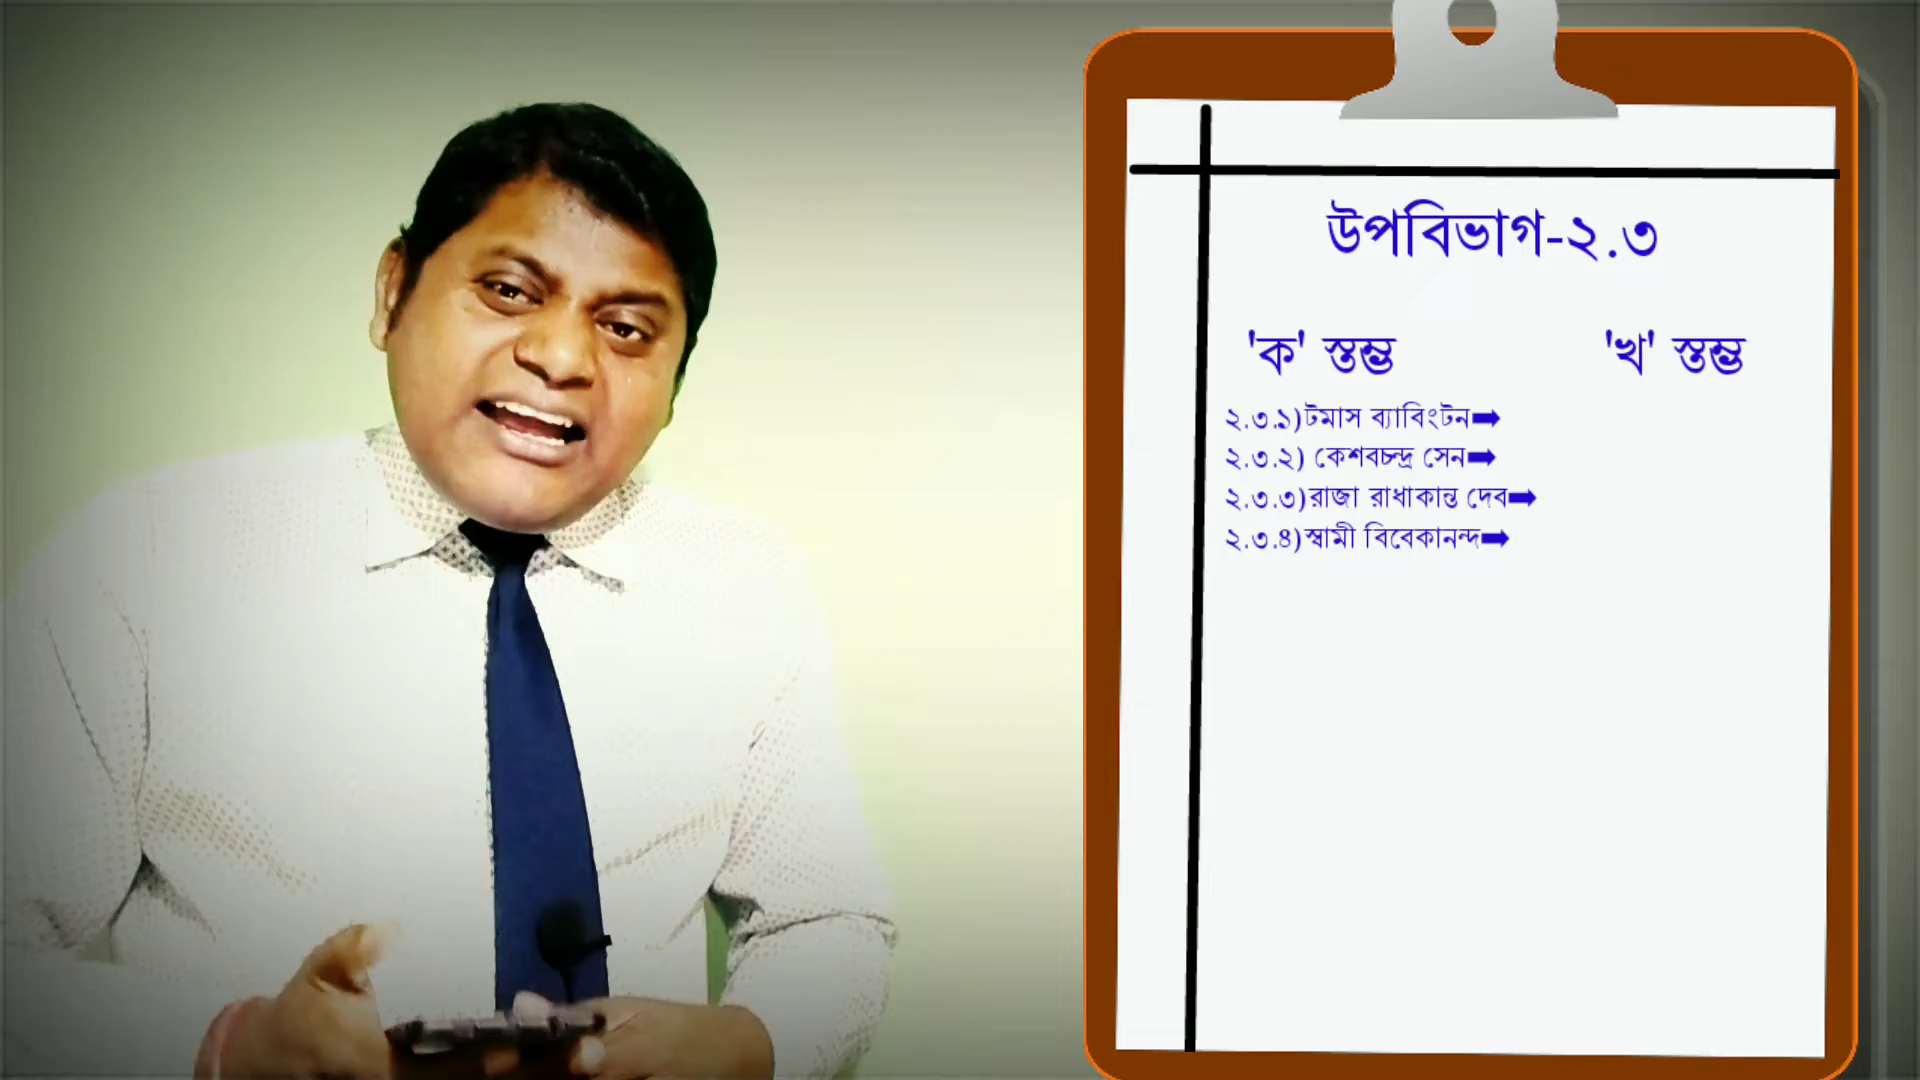 উপবিভাগ-২.৩
'ক' স্তম্ভ 'খ' স্তম্ভ
২.৩.১)টমাস ব্যাবিংটন➡
২.৩.২) কেশবচন্দ্র সেন➡
২.৩.৩)রাজা রাধাকান্ত দেব➡
২.৩.৪)স্বামী বিবেকানন্দ➡